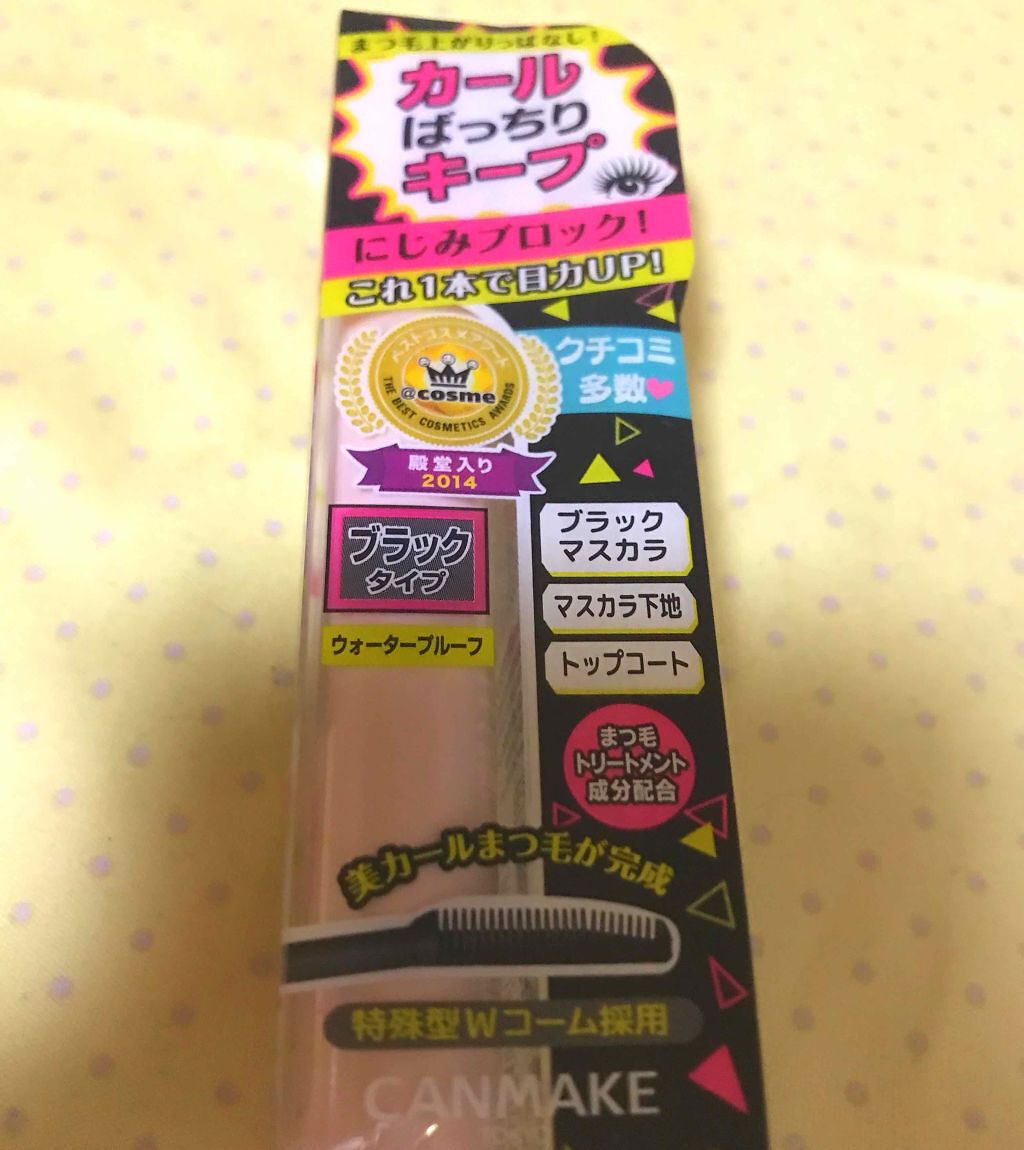 まつ毛上がりっぱなし!
カール
ばっちり
キープ
にじみブロック!
これ1本で目力UP!
ベストコスメアワード
@cosme
THE BEST COSMETICS AWARDS
殿堂入り
2014
クチコミ
多数
ブラック
タイプ
ウォータープルーフ
ブラック
マスカラ
マスカラ下地
トップコート
まつ毛
トリートメント
成分配合
美カールまつ毛が完成
特殊型Wコーム採用
CANMAKE